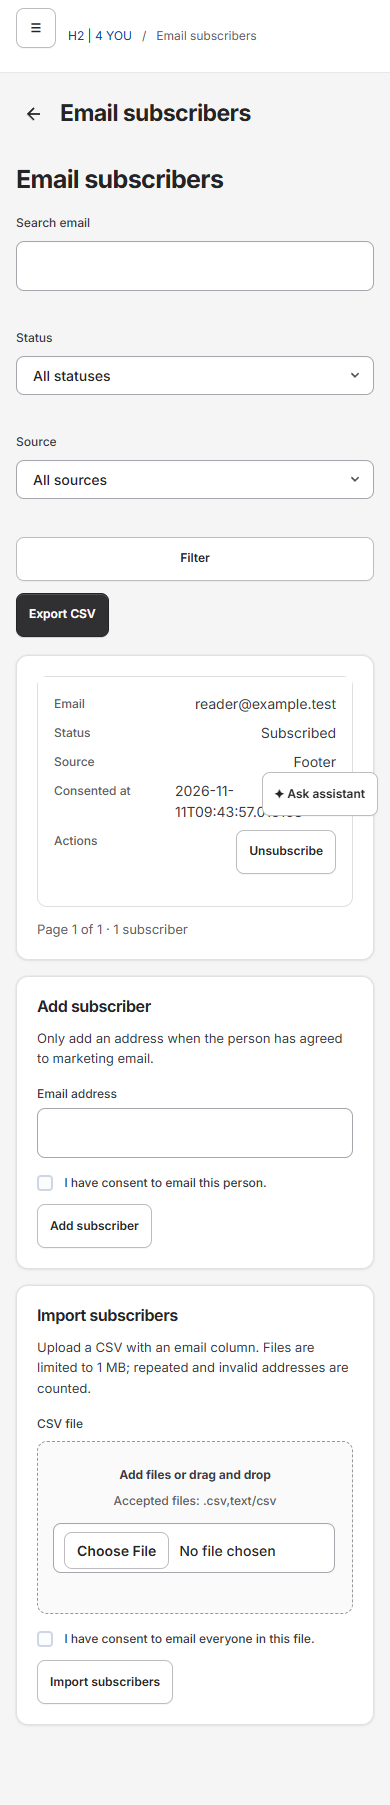 ☰
H2 | 4 YOU / Email subscribers
← Email subscribers
Email subscribers
Search email
Status
All statuses
Source
All sources
Filter
Export CSV
Email reader@example.test
Status Subscribed
Source Footer
Consented at 2026-11-
✦ Ask assistant
Actions
Unsubscribe
Page 1 of 1 · 1 subscriber
Add subscriber
Only add an address when the person has agreed
to marketing email.
Email address
I have consent to email this person.
Add subscriber
Import subscribers
Upload a CSV with an email column. Files are
limited to 1 MB; repeated and invalid addresses are
counted.
CSV file
Add files or drag and drop
Accepted files: .csv,text/csv
Choose File No file chosen
I have consent to email everyone in this file.
Import subscribers